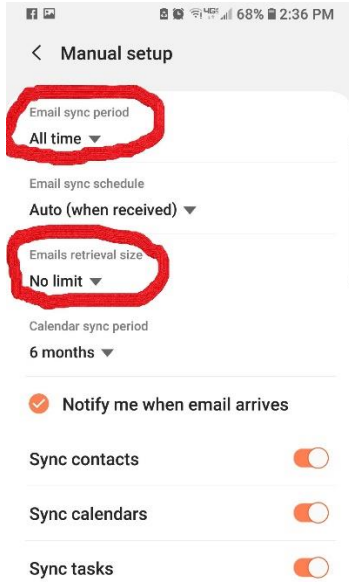 68% 2:36 PM
Manual setup
Email sync period
All time
Email sync schedule
Auto (when received)
Emails retrieval size
No limit
Calendar sync period
6 months
Notify me when email arrives
Sync contacts
Sync calendars
Sync tasks